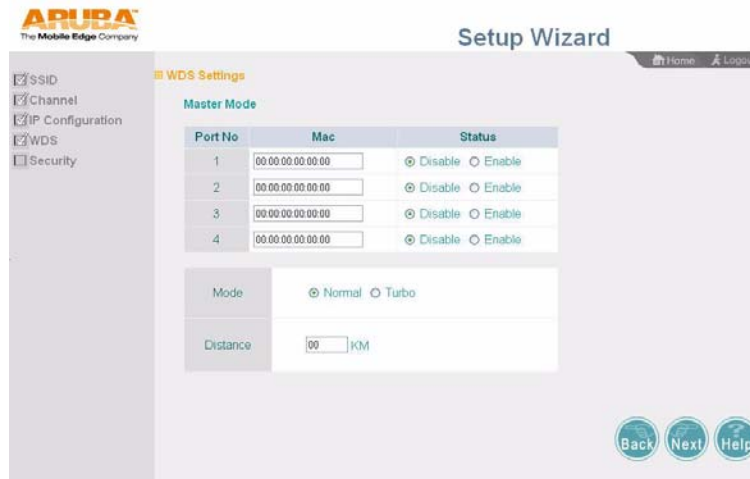 ARUBA
The Mobile Edge Company
Setup Wizard
Home Logou
SSID
Channel
IP Configuration
WDS
Security
WDS Settings
Master Mode
Port No Mac Status
1 00:00:00:00:00:00 Disable Enable
2 00:00:00:00:00:00 Disable Enable
3 00:00:00:00:00:00 Disable Enable
4 00:00:00:00:00:00 Disable Enable
Mode Normal Turbo
Distance 00 KM
Back Next Help